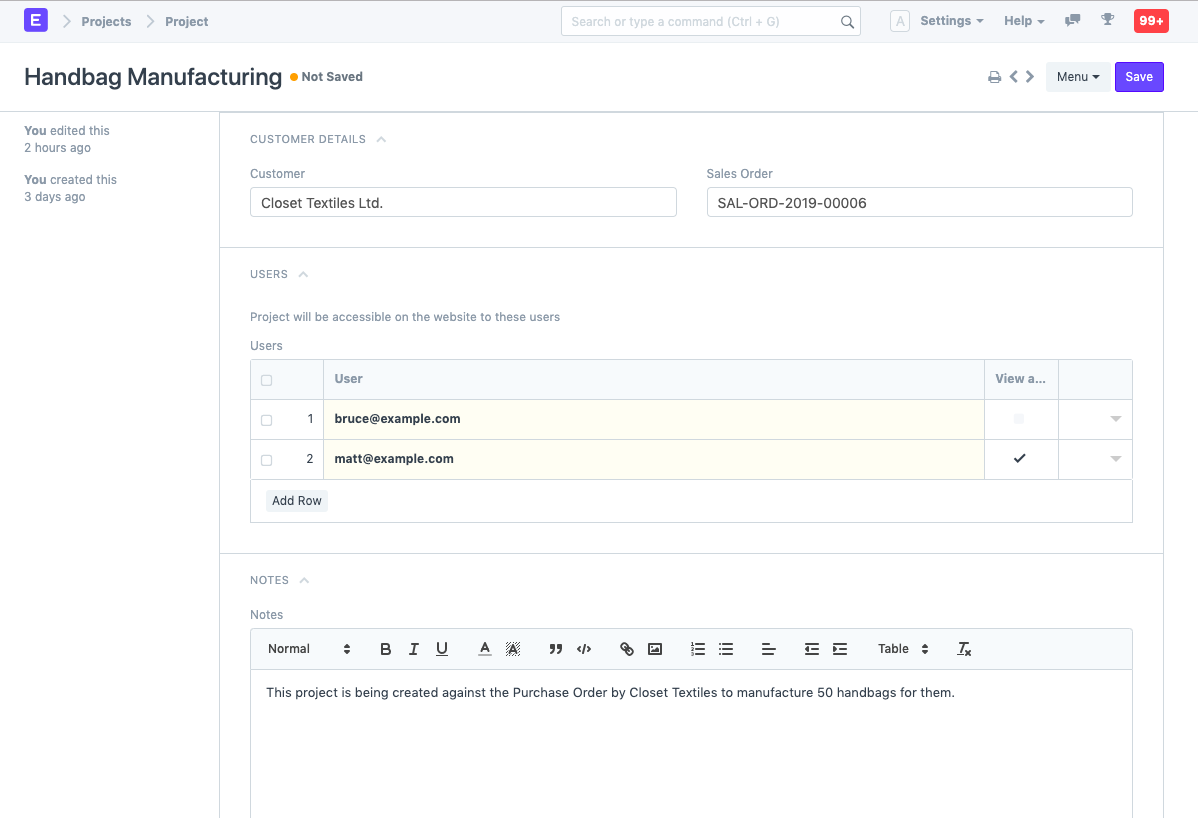 E Projects Project Search or type a command (Ctrl + G) A Settings Help 99+
Handbag Manufacturing Not Saved Menu Save
You edited this
2 hours ago
You created this
3 days ago
CUSTOMER DETAILS
Customer Sales Order
Closet Textiles Ltd. SAL-ORD-2019-00006
USERS
Project will be accessible on the website to these users
Users
User View a...
1 bruce@example.com
2 matt@example.com
Add Row
NOTES
Notes
Normal B I U A A Table Tx
This project is being created against the Purchase Order by Closet Textiles to manufacture 50 handbags for them.